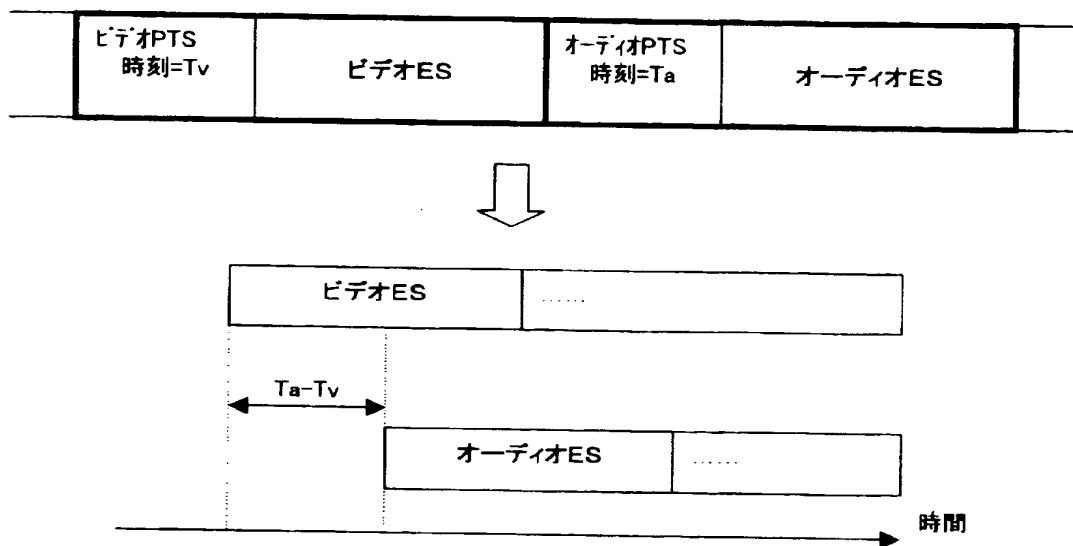 ビデオPTS
時刻=Tv
ビデオES
オーディオPTS
時刻=Ta
オーディオES
ビデオES
......
Ta-Tv
オーディオES
......
時間